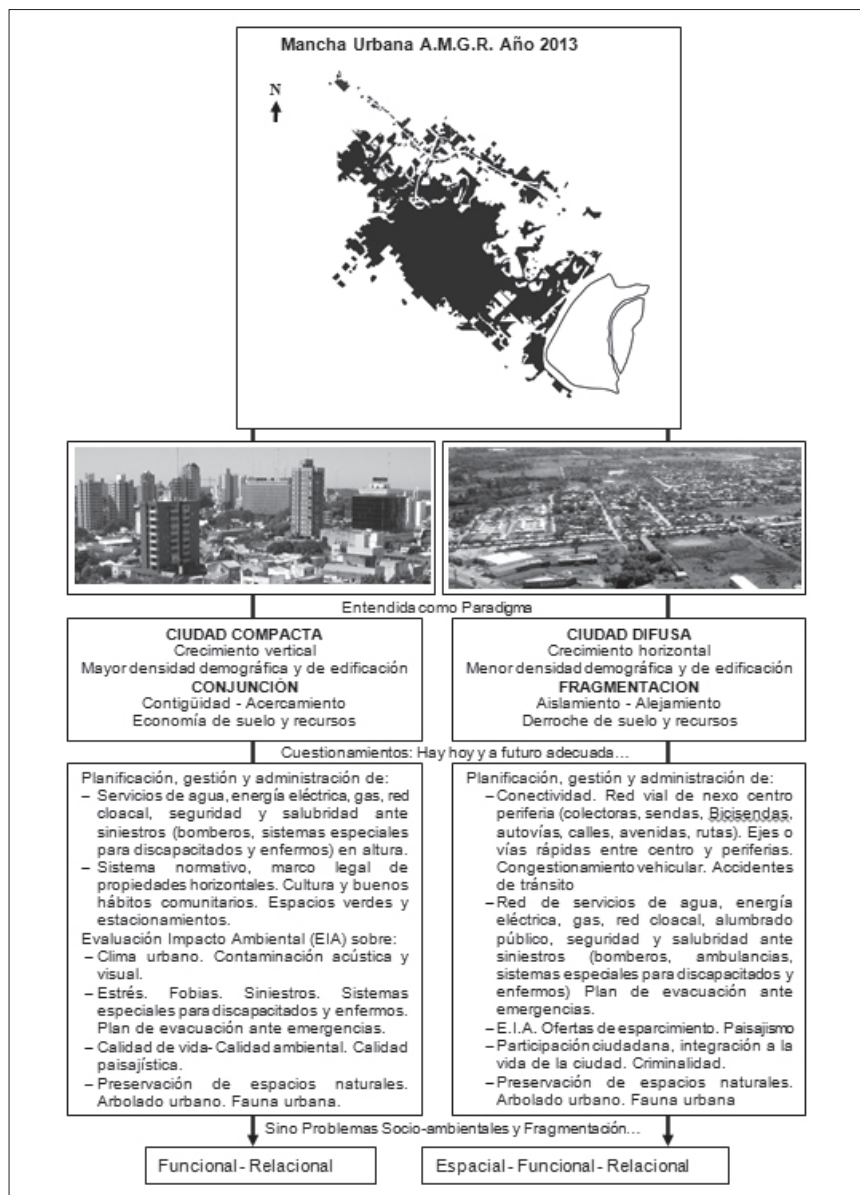 Mancha Urbana A.M.G.R. Año 2013
N
Entendida como Paradigma
CIUDAD COMPACTA
Crecimiento vertical
Mayor densidad demográfica y de edificación
CONJUNCIÓN
Contigüidad - Acercamiento
Economía de suelo y recursos
CIUDAD DIFUSA
Crecimiento horizontal
Menor densidad demográfica y de edificación
FRAGMENTACION
Aislamiento - Alejamiento
Derroche de suelo y recursos
Cuestionamientos: Hay hoy y a futuro adecuada...
Planificación, gestión y administración de:
– Servicios de agua, energía eléctrica, gas, red
cloacal, seguridad y salubridad ante
siniestros (bomberos, sistemas especiales
para discapacitados y enfermos) en altura.
– Sistema normativo, marco legal de
propiedades horizontales. Cultura y buenos
hábitos comunitarios. Espacios verdes y
estacionamientos.
Evaluación Impacto Ambiental (EIA) sobre:
– Clima urbano. Contaminación acústica y
visual.
– Estrés. Fobias. Siniestros. Sistemas
especiales para discapacitados y enfermos.
Plan de evacuación ante emergencias.
– Calidad de vida- Calidad ambiental. Calidad
paisajística.
– Preservación de espacios naturales.
Arbolado urbano. Fauna urbana.
Planificación, gestión y administración de:
– Conectividad. Red vial de nexo centro
periferia (colectoras, sendas, Bicisendas,
autovías, calles, avenidas, rutas). Ejes o
vías rápidas entre centro y periferias.
Congestionamiento vehicular. Accidentes
de tránsito
– Red de servicios de agua, energía
eléctrica, gas, red cloacal, alumbrado
público, seguridad y salubridad ante
siniestros (bomberos, ambulancias,
sistemas especiales para discapacitados y
enfermos) Plan de evacuación ante
emergencias.
– E.I.A. Ofertas de esparcimiento. Paisajismo
– Participación ciudadana, integración a la
vida de la ciudad. Criminalidad.
– Preservación de espacios naturales.
Arbolado urbano. Fauna urbana
Sino Problemas Socio-ambientales y Fragmentación...
Funcional - Relacional
Espacial - Funcional - Relacional